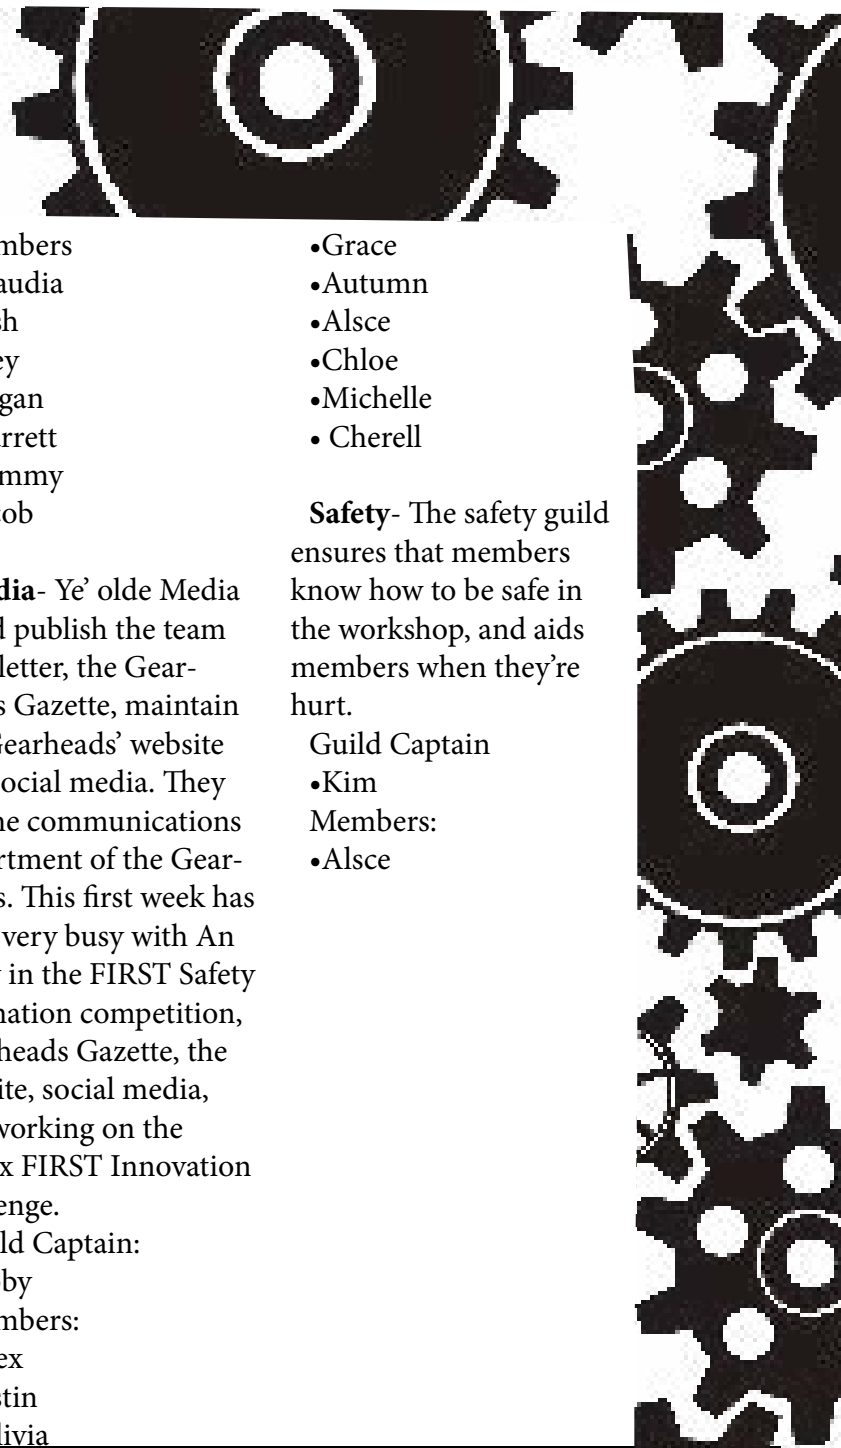 mbers
audia
sh
ey
gan
arrett
mmy
ob
dia- Ye’ olde Media
d publish the team
letter, the Gear-
s Gazette, maintain
Gearheads’ website
social media. They
he communications
rtment of the Gear-
s. This first week has
very busy with An
y in the FIRST Safety
mation competition,
heads Gazette, the
ite, social media,
working on the
x FIRST Innovation
enge.
ld Captain:
by
mbers:
ex
stin
livia
•Grace
•Autumn
•Alsce
•Chloe
•Michelle
• Cherell
Safety- The safety guild
ensures that members
know how to be safe in
the workshop, and aids
members when they’re
hurt.
Guild Captain
•Kim
Members:
•Alsce